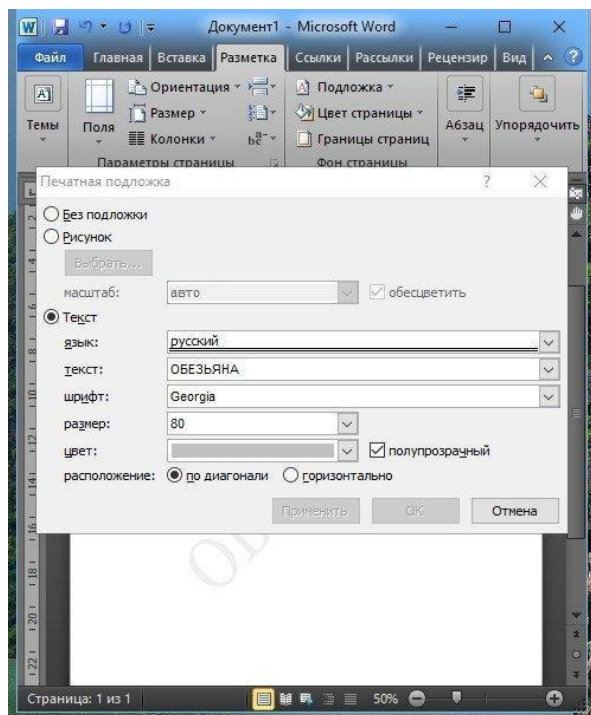 Документ1 - Microsoft Word
Файл Главная Вставка Разметка Ссылки Рассылки Рецензир Вид
Темы
Поля
Ориентация
Размер
Колонки
Параметры страницы
Подложка
Цвет страницы
Границы страниц
Фон страницы
Абзац
Упорядочить
Печатная подложка
Без подложки
Рисунок
Выбрать...
масштаб: авто обесцветить
Текст
язык: русский
текст: ОБЕЗЬЯНА
шрифт: Georgia
размер: 80
цвет: полупрозрачный
расположение: по диагонали горизонтально
Применить ОК Отмена
Страница: 1 из 1 50%